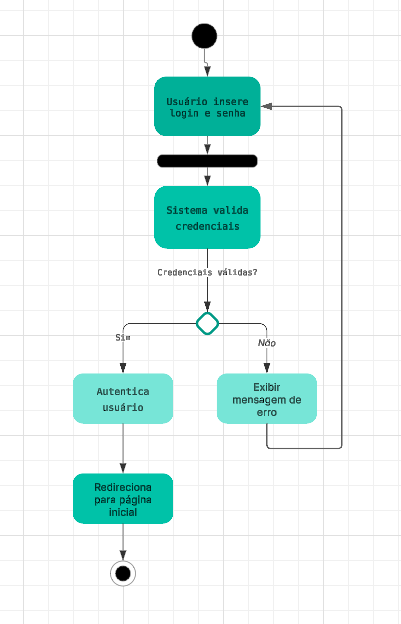 Usuário insere
login e senha
Sistema valida
credenciais
Credenciais válidas?
Sim
Não
Autentica
usuário
Exibir
mensagem de
erro
Redireciona
para página
inicial